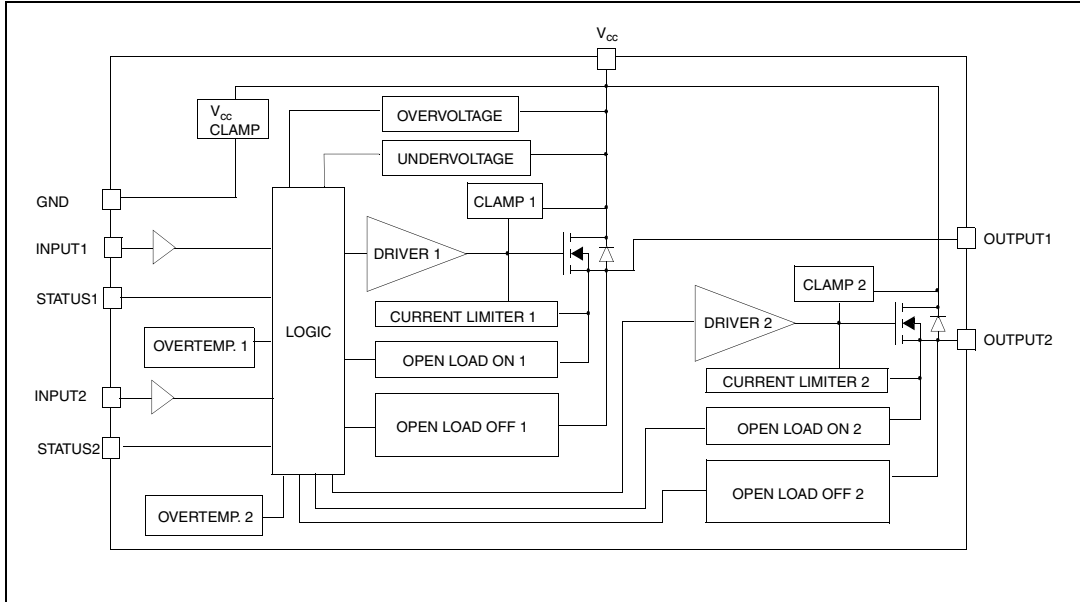 Vcc
Vcc
CLAMP
OVERVOLTAGE
UNDERVOLTAGE
GND
CLAMP 1
INPUT1
DRIVER 1
OUTPUT1
STATUS1
CLAMP 2
CURRENT LIMITER 1
LOGIC
DRIVER 2
OVERTEMP. 1
OPEN LOAD ON 1
OUTPUT2
CURRENT LIMITER 2
INPUT2
OPEN LOAD OFF 1
OPEN LOAD ON 2
STATUS2
OPEN LOAD OFF 2
OVERTEMP. 2